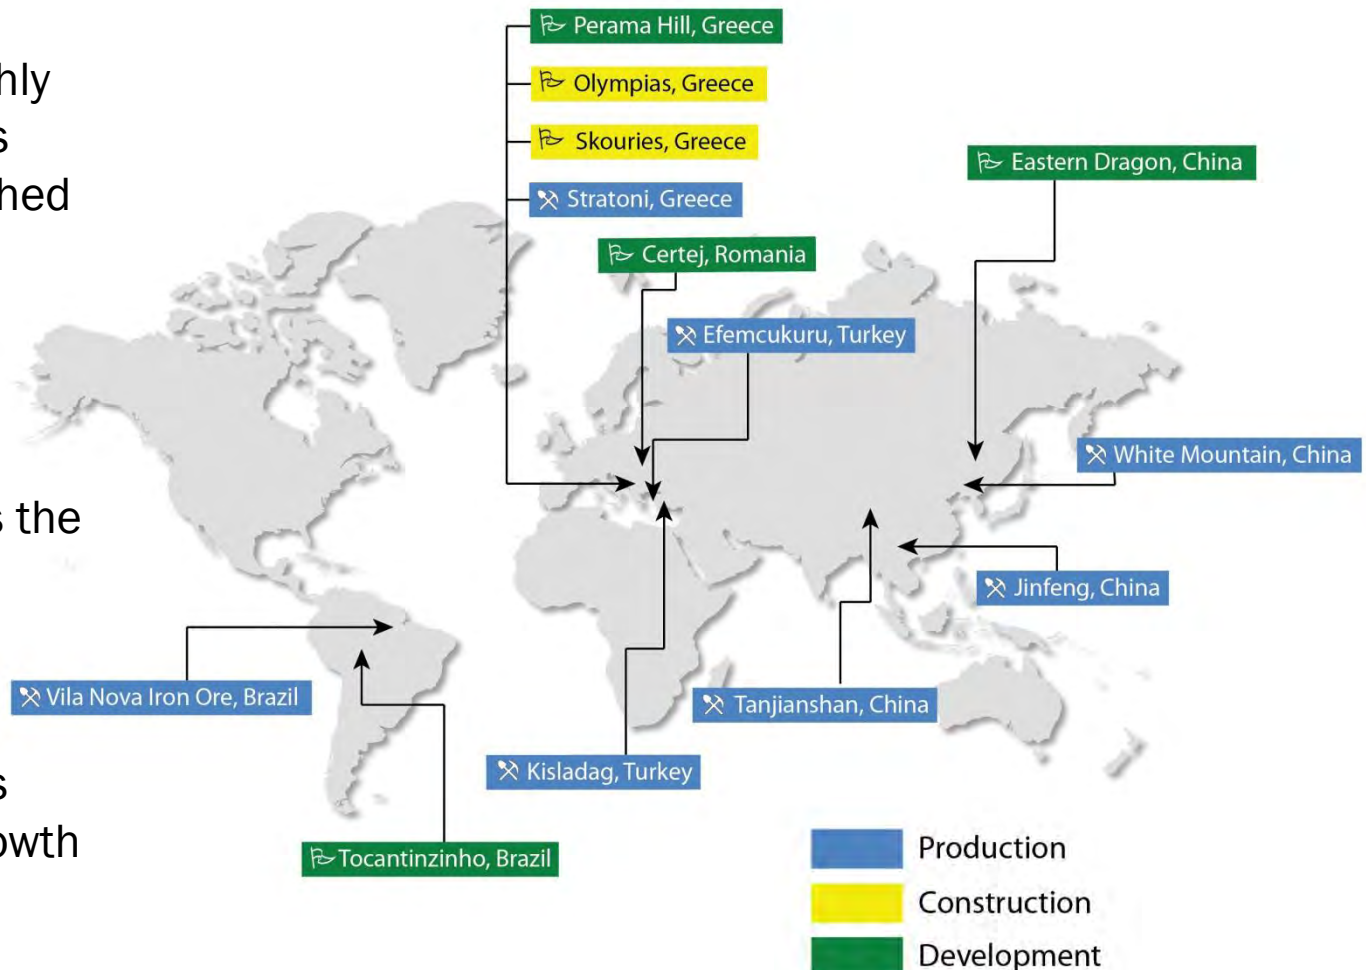 hly
s
hed
s the
s
owth
Perama Hill, Greece
Olympias, Greece
Skouries, Greece
Stratoni, Greece
Certej, Romania
Efemcukuru, Turkey
Eastern Dragon, China
White Mountain, China
Jinfeng, China
Tanjianshan, China
Kisladag, Turkey
Vila Nova Iron Ore, Brazil
Tocantinzinho, Brazil
Production
Construction
Development